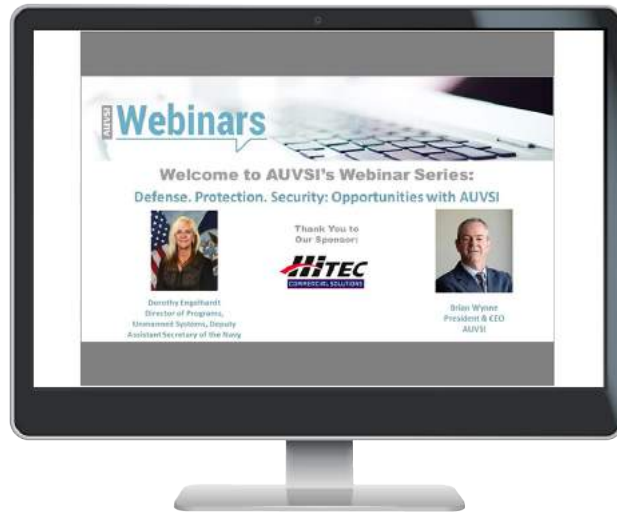 AUVSI
Webinars
Welcome to AUVSI's Webinar Series:
Defense. Protection. Security: Opportunities with AUVSI
Thank You to
Our Sponsor:
HiTEC
COMMERCIAL SOLUTIONS
Dorothy Engelhardt
Director of Programs,
Unmanned Systems, Deputy
Assistant Secretary of the Navy
Brian Wynne
President & CEO
AUVSI